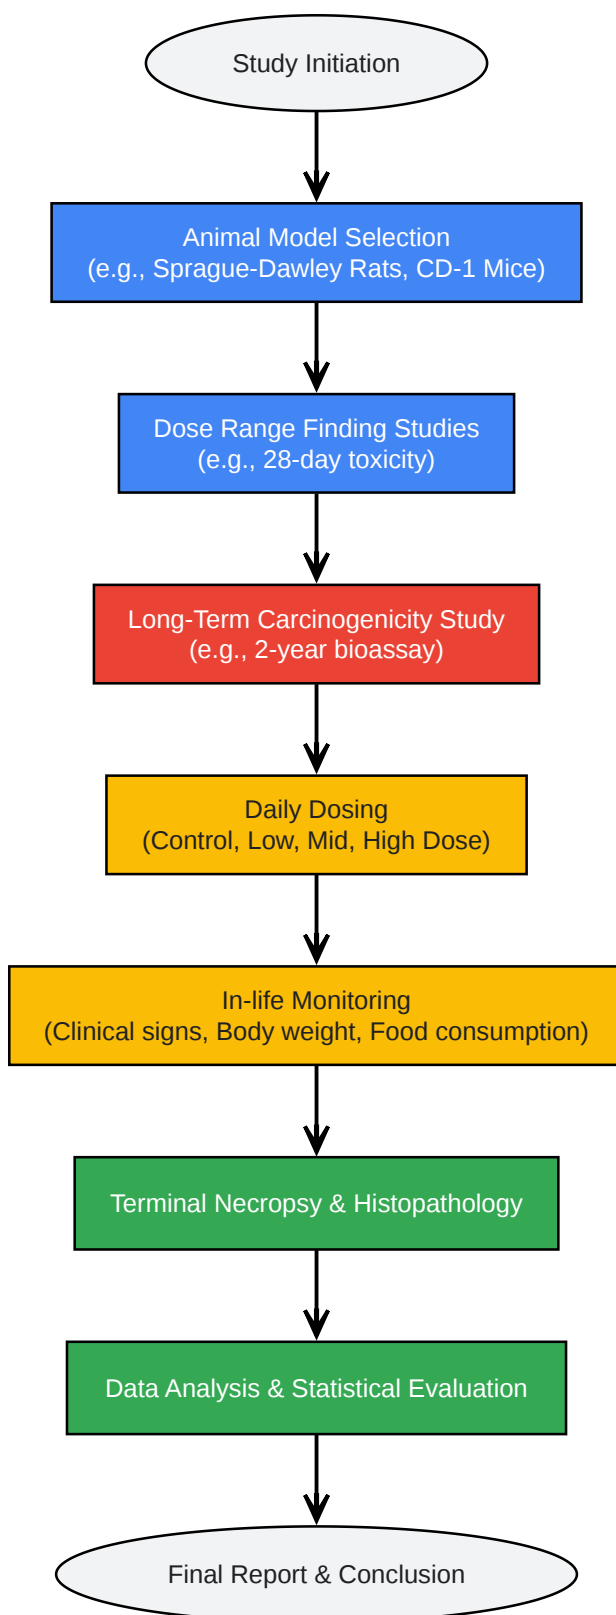 Study Initiation
Animal Model Selection
(e.g., Sprague-Dawley Rats, CD-1 Mice)
Dose Range Finding Studies
(e.g., 28-day toxicity)
Long-Term Carcinogenicity Study
(e.g., 2-year bioassay)
Daily Dosing
(Control, Low, Mid, High Dose)
In-life Monitoring
(Clinical signs, Body weight, Food consumption)
Terminal Necropsy & Histopathology
Data Analysis & Statistical Evaluation
Final Report & Conclusion